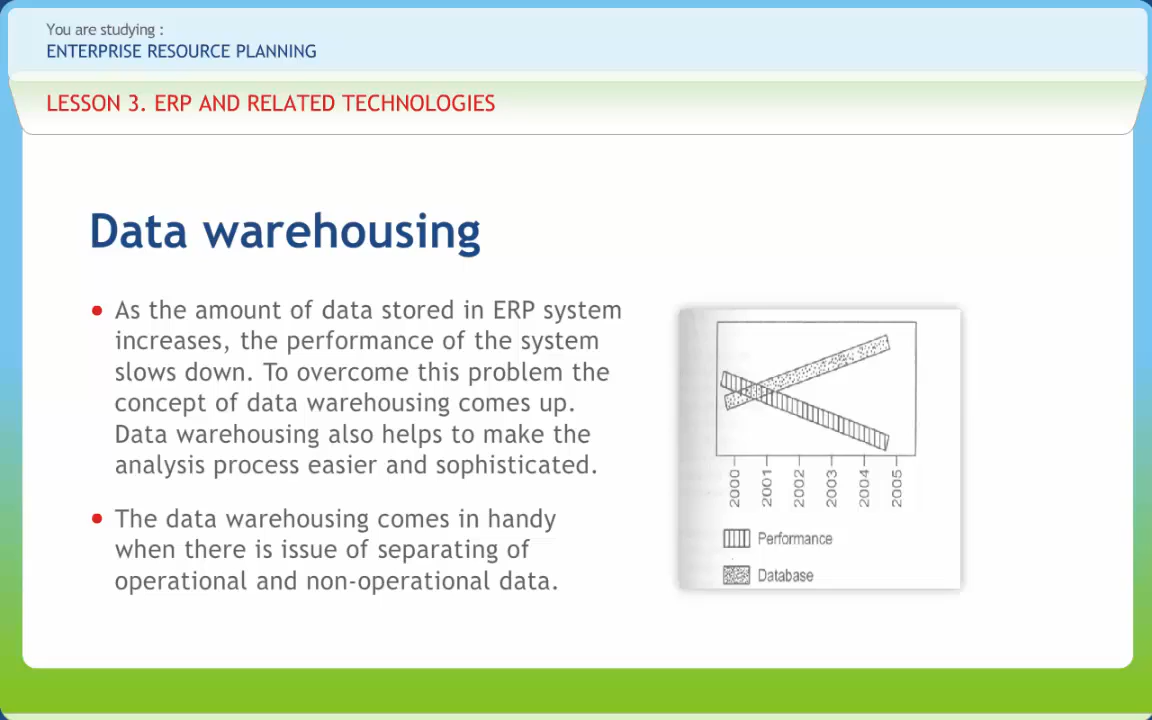 You are studying :
ENTERPRISE RESOURCE PLANNING
LESSON 3. ERP AND RELATED TECHNOLOGIES
Data warehousing
• As the amount of data stored in ERP system
increases, the performance of the system
slows down. To overcome this problem the
concept of data warehousing comes up.
Data warehousing also helps to make the
analysis process easier and sophisticated.
• The data warehousing comes in handy
when there is issue of separating of
operational and non-operational data.
2000
2001
2002
2003
2004
2005
Performance
Database